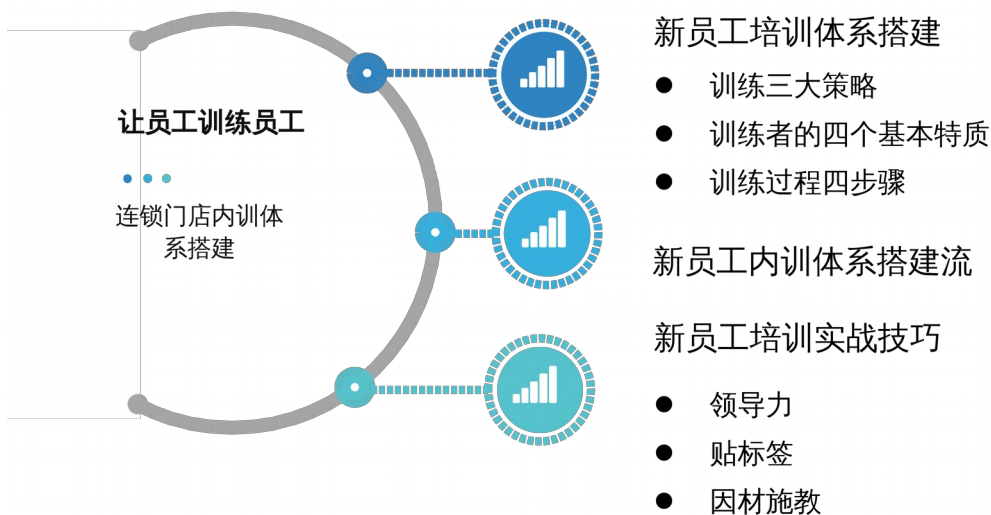 让员工训练员工
连锁门店内训体
系搭建
新员工培训体系搭建
训练三大策略
训练者的四个基本特质
训练过程四步骤
新员工内训体系搭建流
新员工培训实战技巧
领导力
贴标签
因材施教